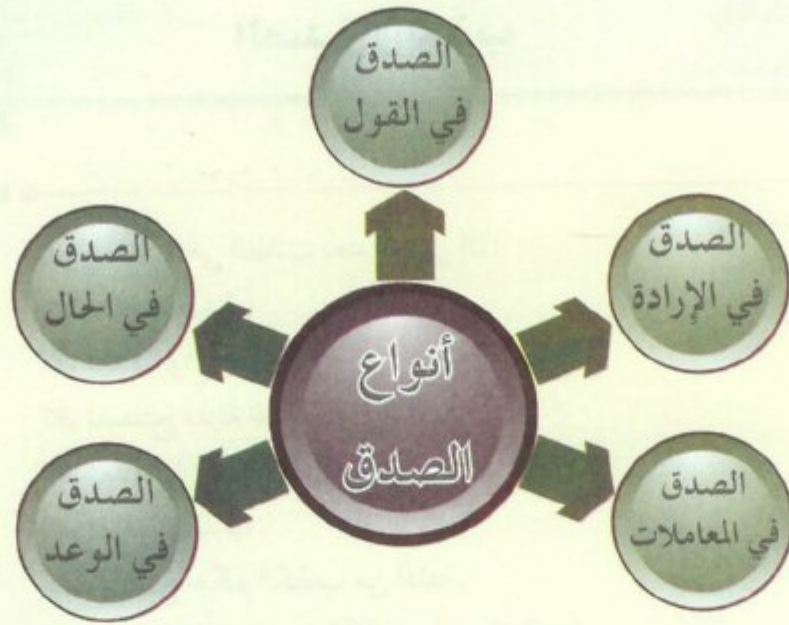 الصدق
في القول
الصدق
في الإرادة
الصدق
في الحال
أنواع
الصدق
الصدق
في المعاملات
الصدق
في الوعد